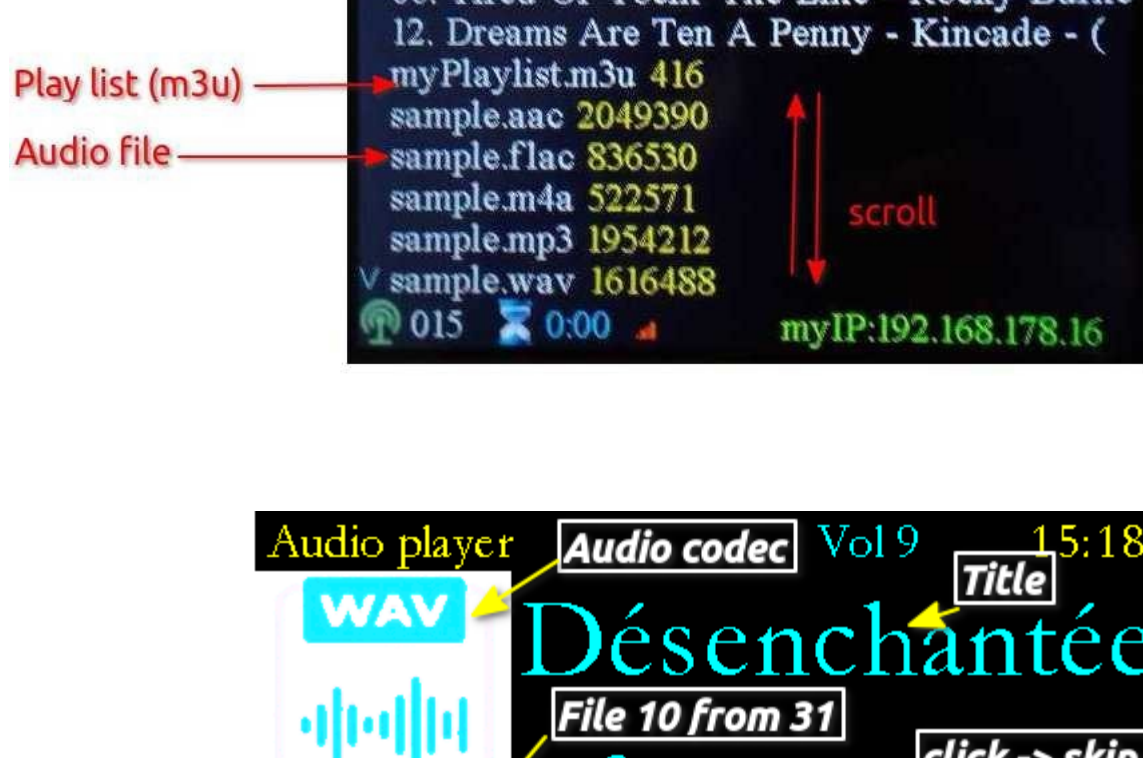 12. Dreams Are Ten A Penny - Kincade - (
Play list (m3u)
myPlaylist.m3u 416
sample.aac 2049390
Audio file
sample.flac 836530
sample.m4a 522571
scroll
sample.mp3 1954212
V sample.wav 1616488
015 0:00 myIP:192.168.178.16
Audio player Audio codec Vol 9 15:18
Title
WAV
Désenchantée
File 10 from 31
click -> skip